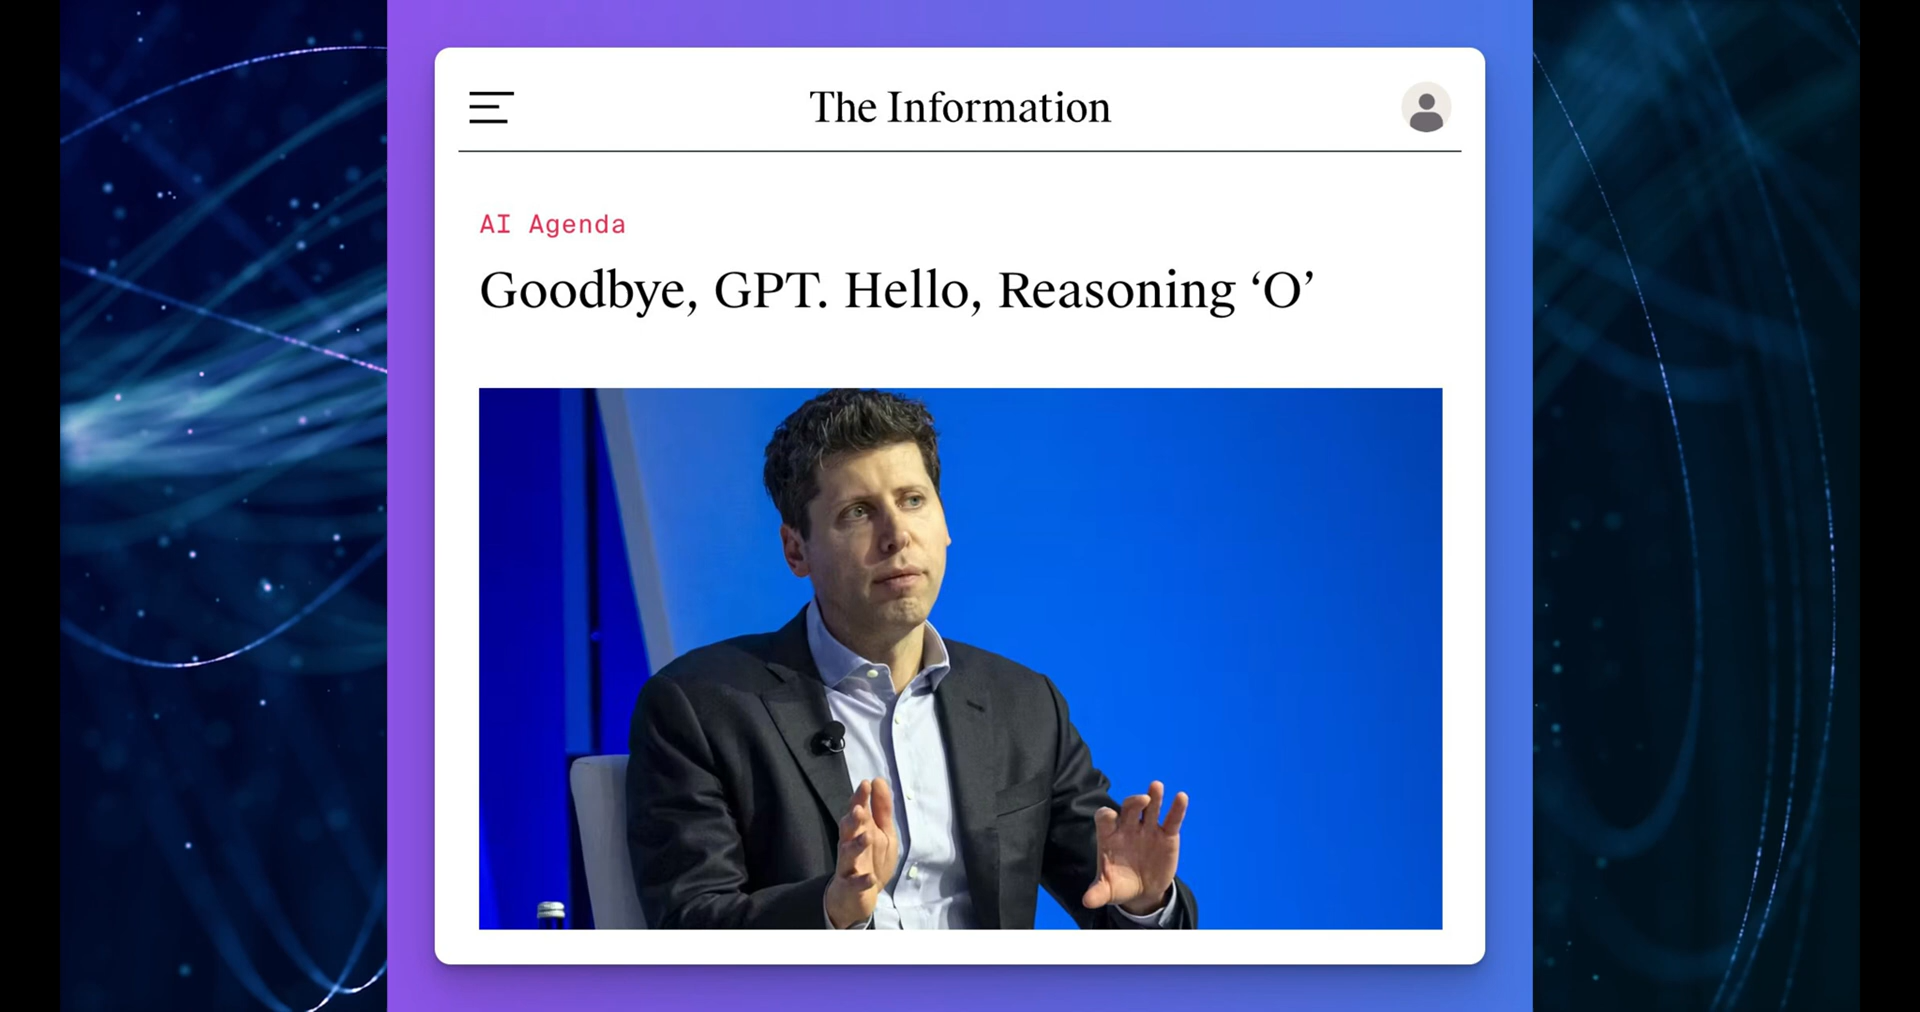 The Information
AI Agenda
Goodbye, GPT. Hello, Reasoning ‘O’